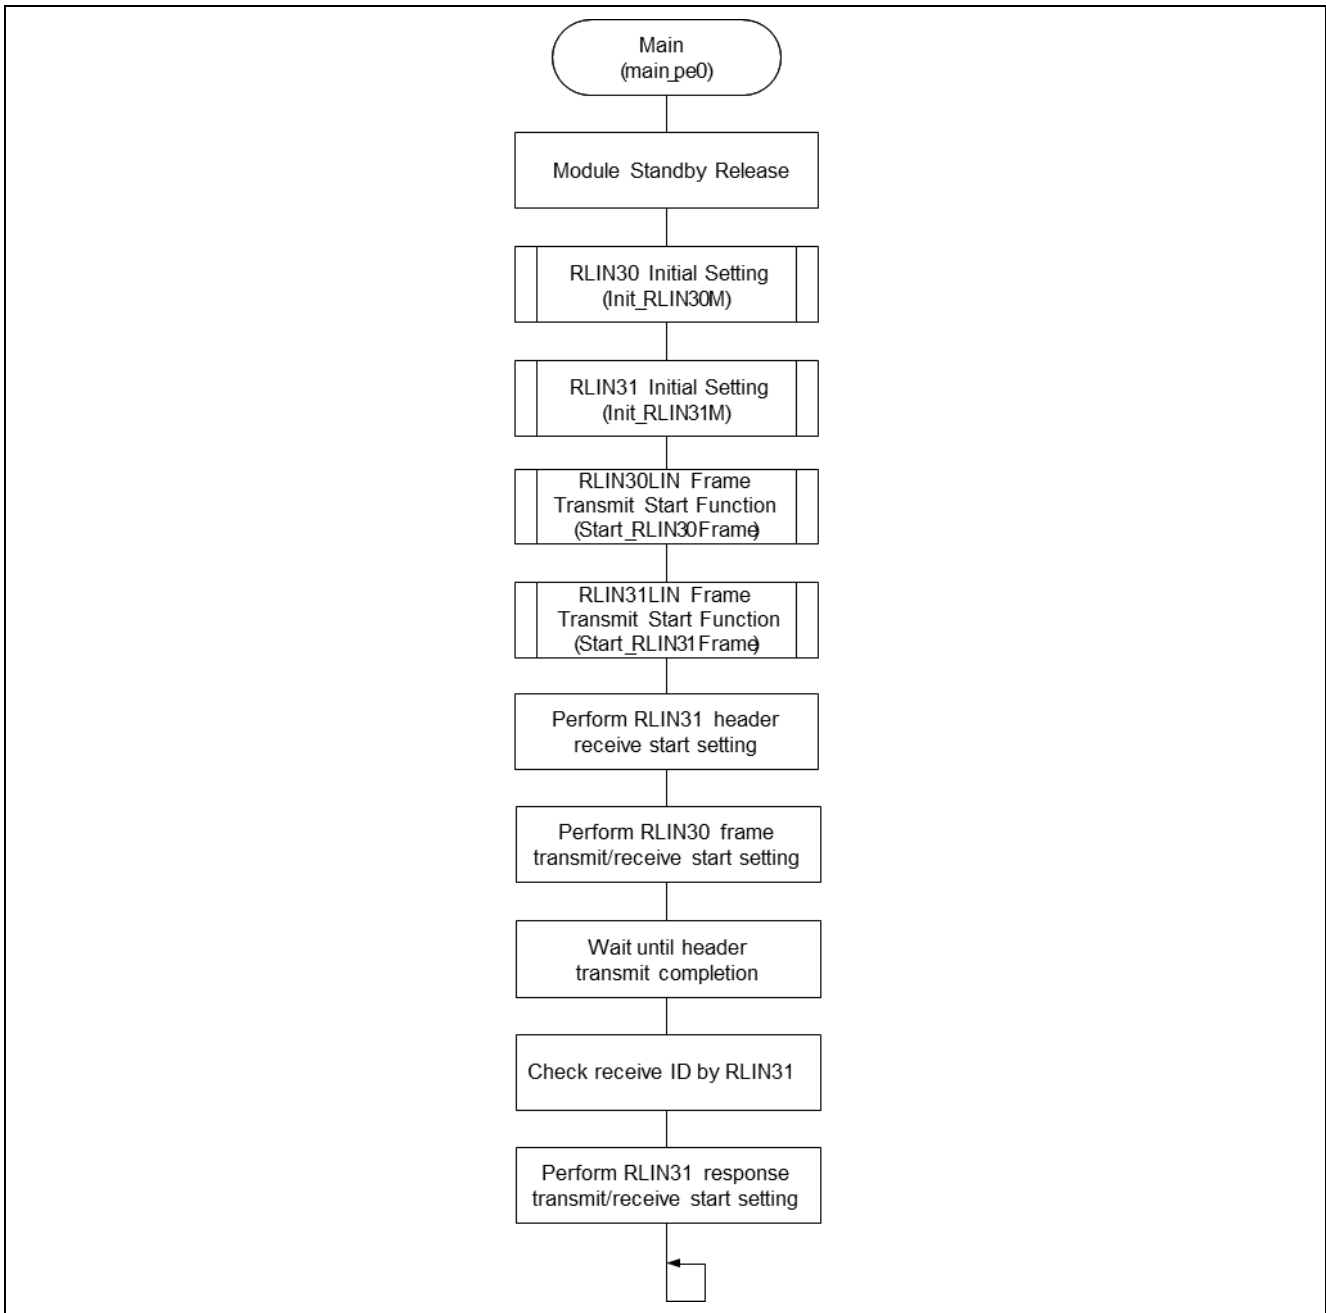 Main
(main_pe0)
Module Standby Release
RLIN30 Initial Setting
(Init_RLIN30M)
RLIN31 Initial Setting
(Init_RLIN31M)
RLIN30LIN Frame
Transmit Start Function
(Start_RLIN30Frame)
RLIN31LIN Frame
Transmit Start Function
(Start_RLIN31Frame)
Perform RLIN31 header
receive start setting
Perform RLIN30 frame
transmit/receive start setting
Wait until header
transmit completion
Check receive ID by RLIN31
Perform RLIN31 response
transmit/receive start setting